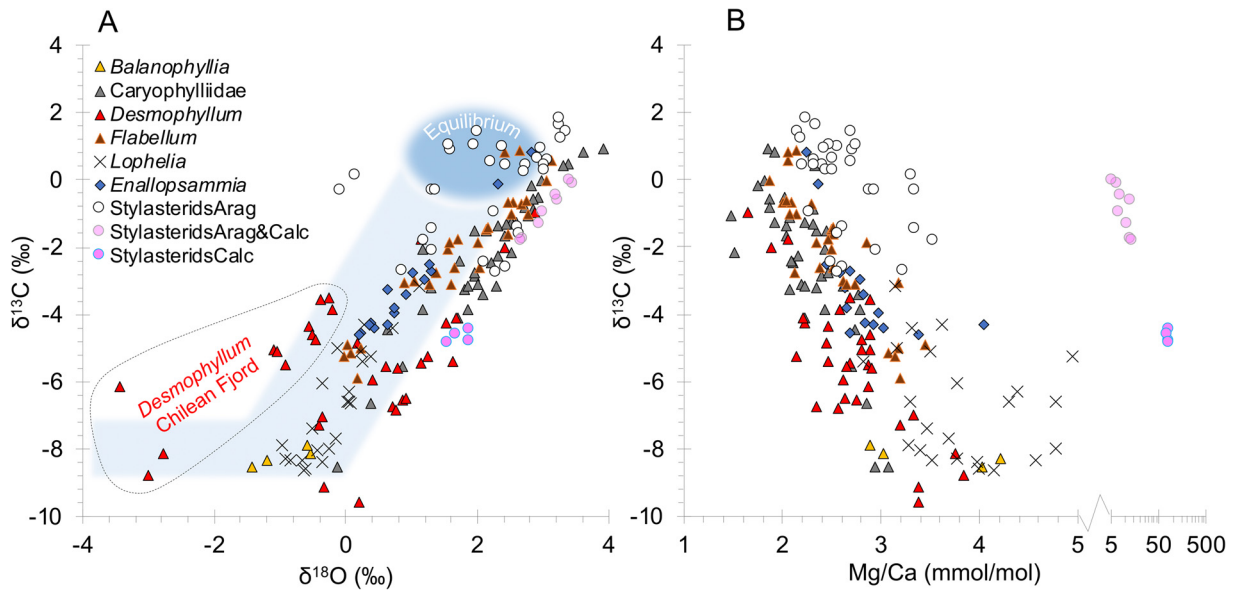 A
B
4
2
0
-2
-4
-6
-8
-10
δ13C (‰)
Balanophyllia
Caryophylliidae
Desmophyllum
Flabellum
Lophelia
Enallopsammia
StylasteridsArag
StylasteridsArag&Calc
StylasteridsCalc
Equilibrium
Desmophyllum
Chilean Fjord
-4
-2
0
2
4
δ18O (‰)
4
2
0
-2
-4
-6
-8
-10
δ13C (‰)
1
2
3
4
5
5
50
500
Mg/Ca (mmol/mol)